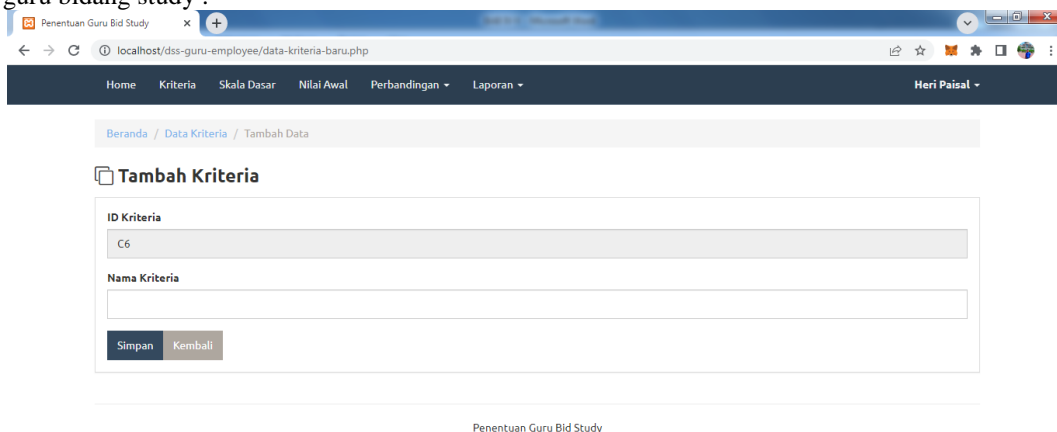 guru bidang study .
Penentuan Guru Bid Study
localhost/dss-guru-employee/data-kriteria-baru.php
Home Kriteria Skala Dasar Nilai Awal Perbandingan Laporan Heri Paisal
Beranda / Data Kriteria / Tambah Data
Tambah Kriteria
ID Kriteria
C6
Nama Kriteria
Simpan Kembali
Penentuan Guru Bid Study